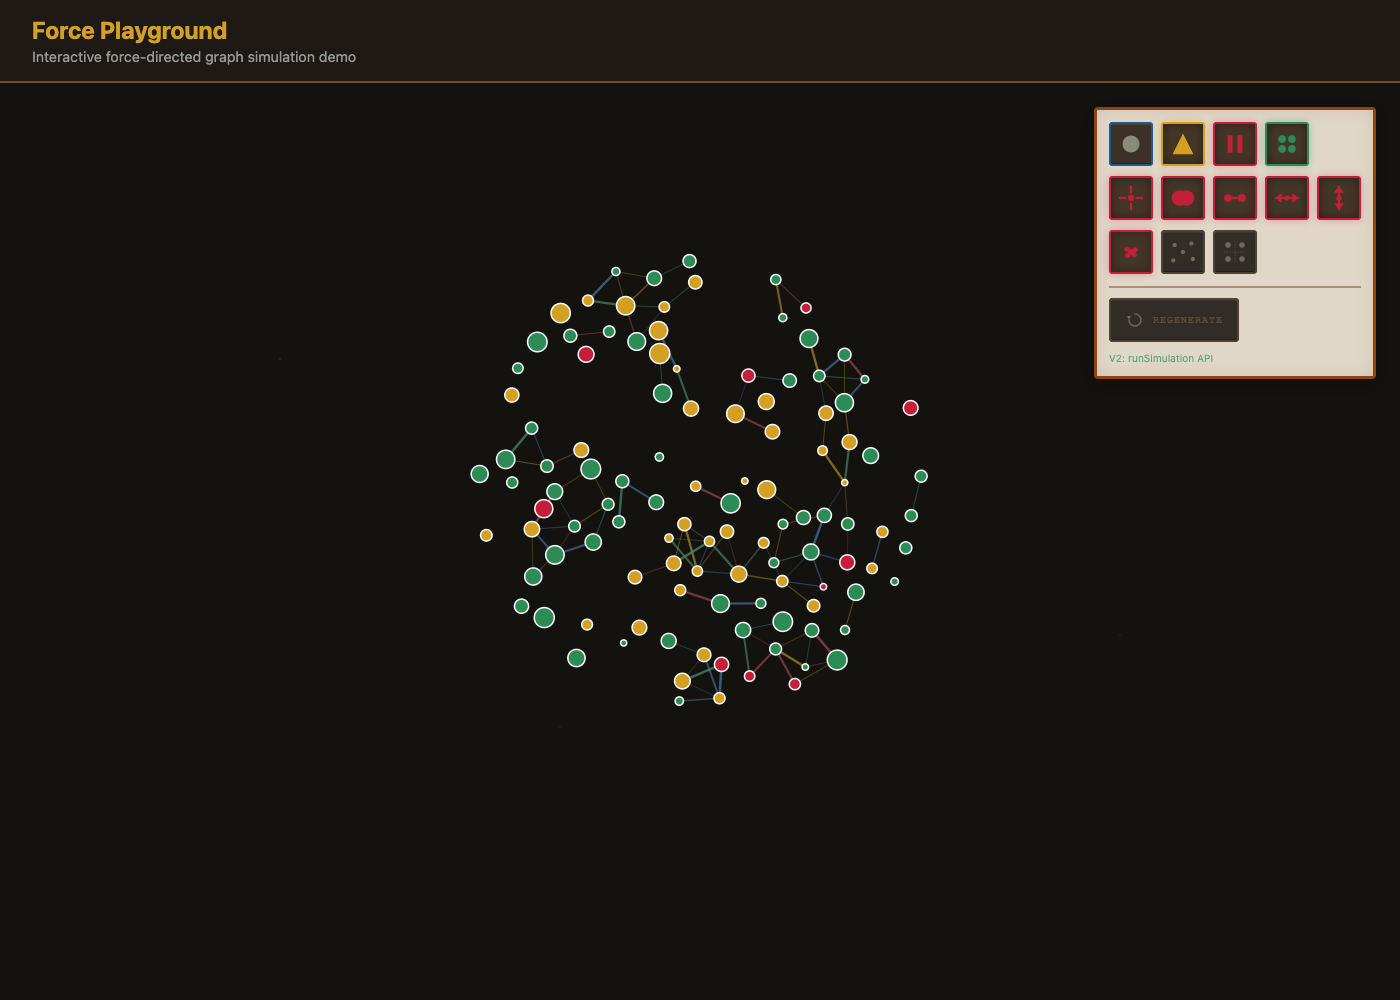 Force Playground
Interactive force-directed graph simulation demo
REGENERATE
V2: runSimulation API